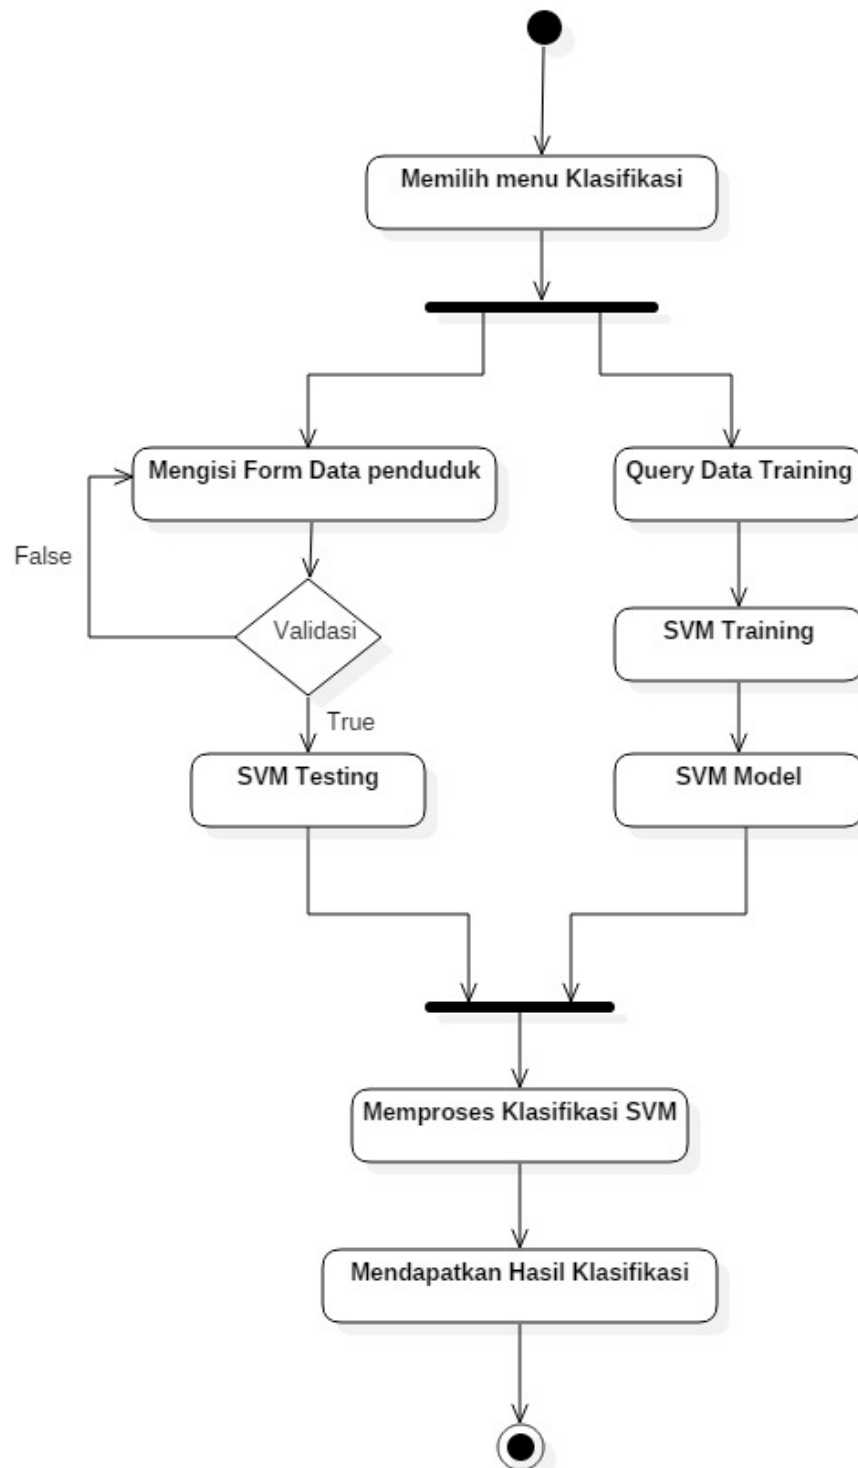 Memilih menu Klasifikasi
Mengisi Form Data penduduk
Query Data Training
False
Validasi
SVM Training
True
SVM Testing
SVM Model
Memproses Klasifikasi SVM
Mendapatkan Hasil Klasifikasi